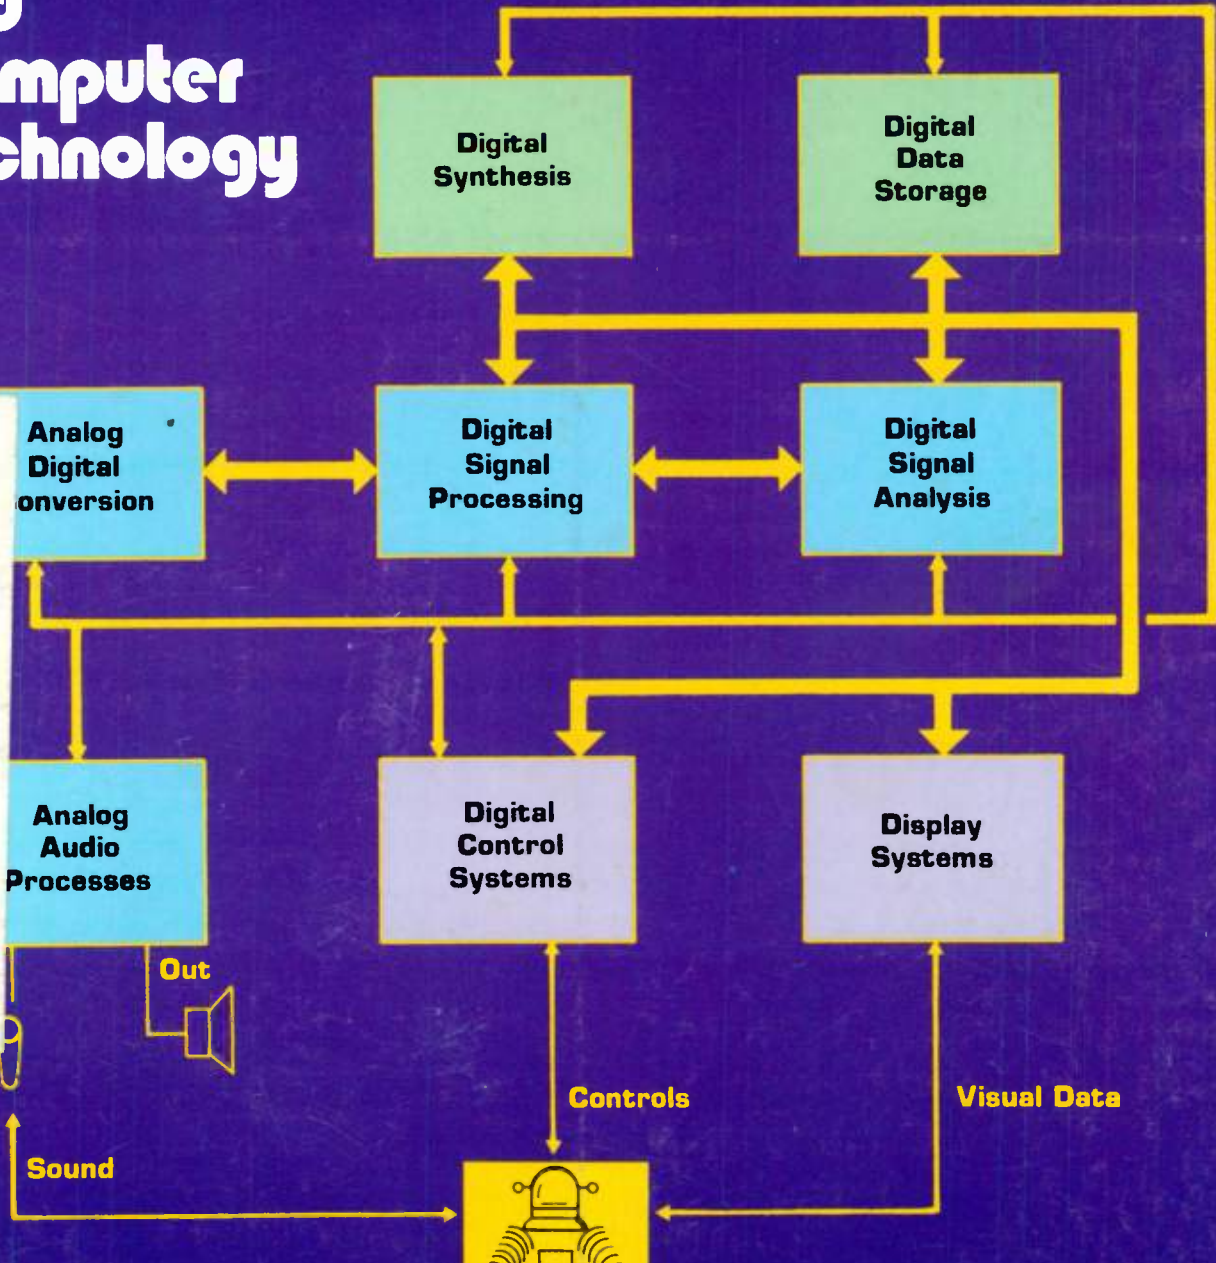 mputer
chnology
Digital
Synthesis
Digital
Data
Storage
Analog
Digital
onversion
Digital
Signal
Processing
Digital
Signal
Analysis
Analog
Audio
Processes
Digital
Control
Systems
Display
Systems
Out
Controls
Visual Data
Sound